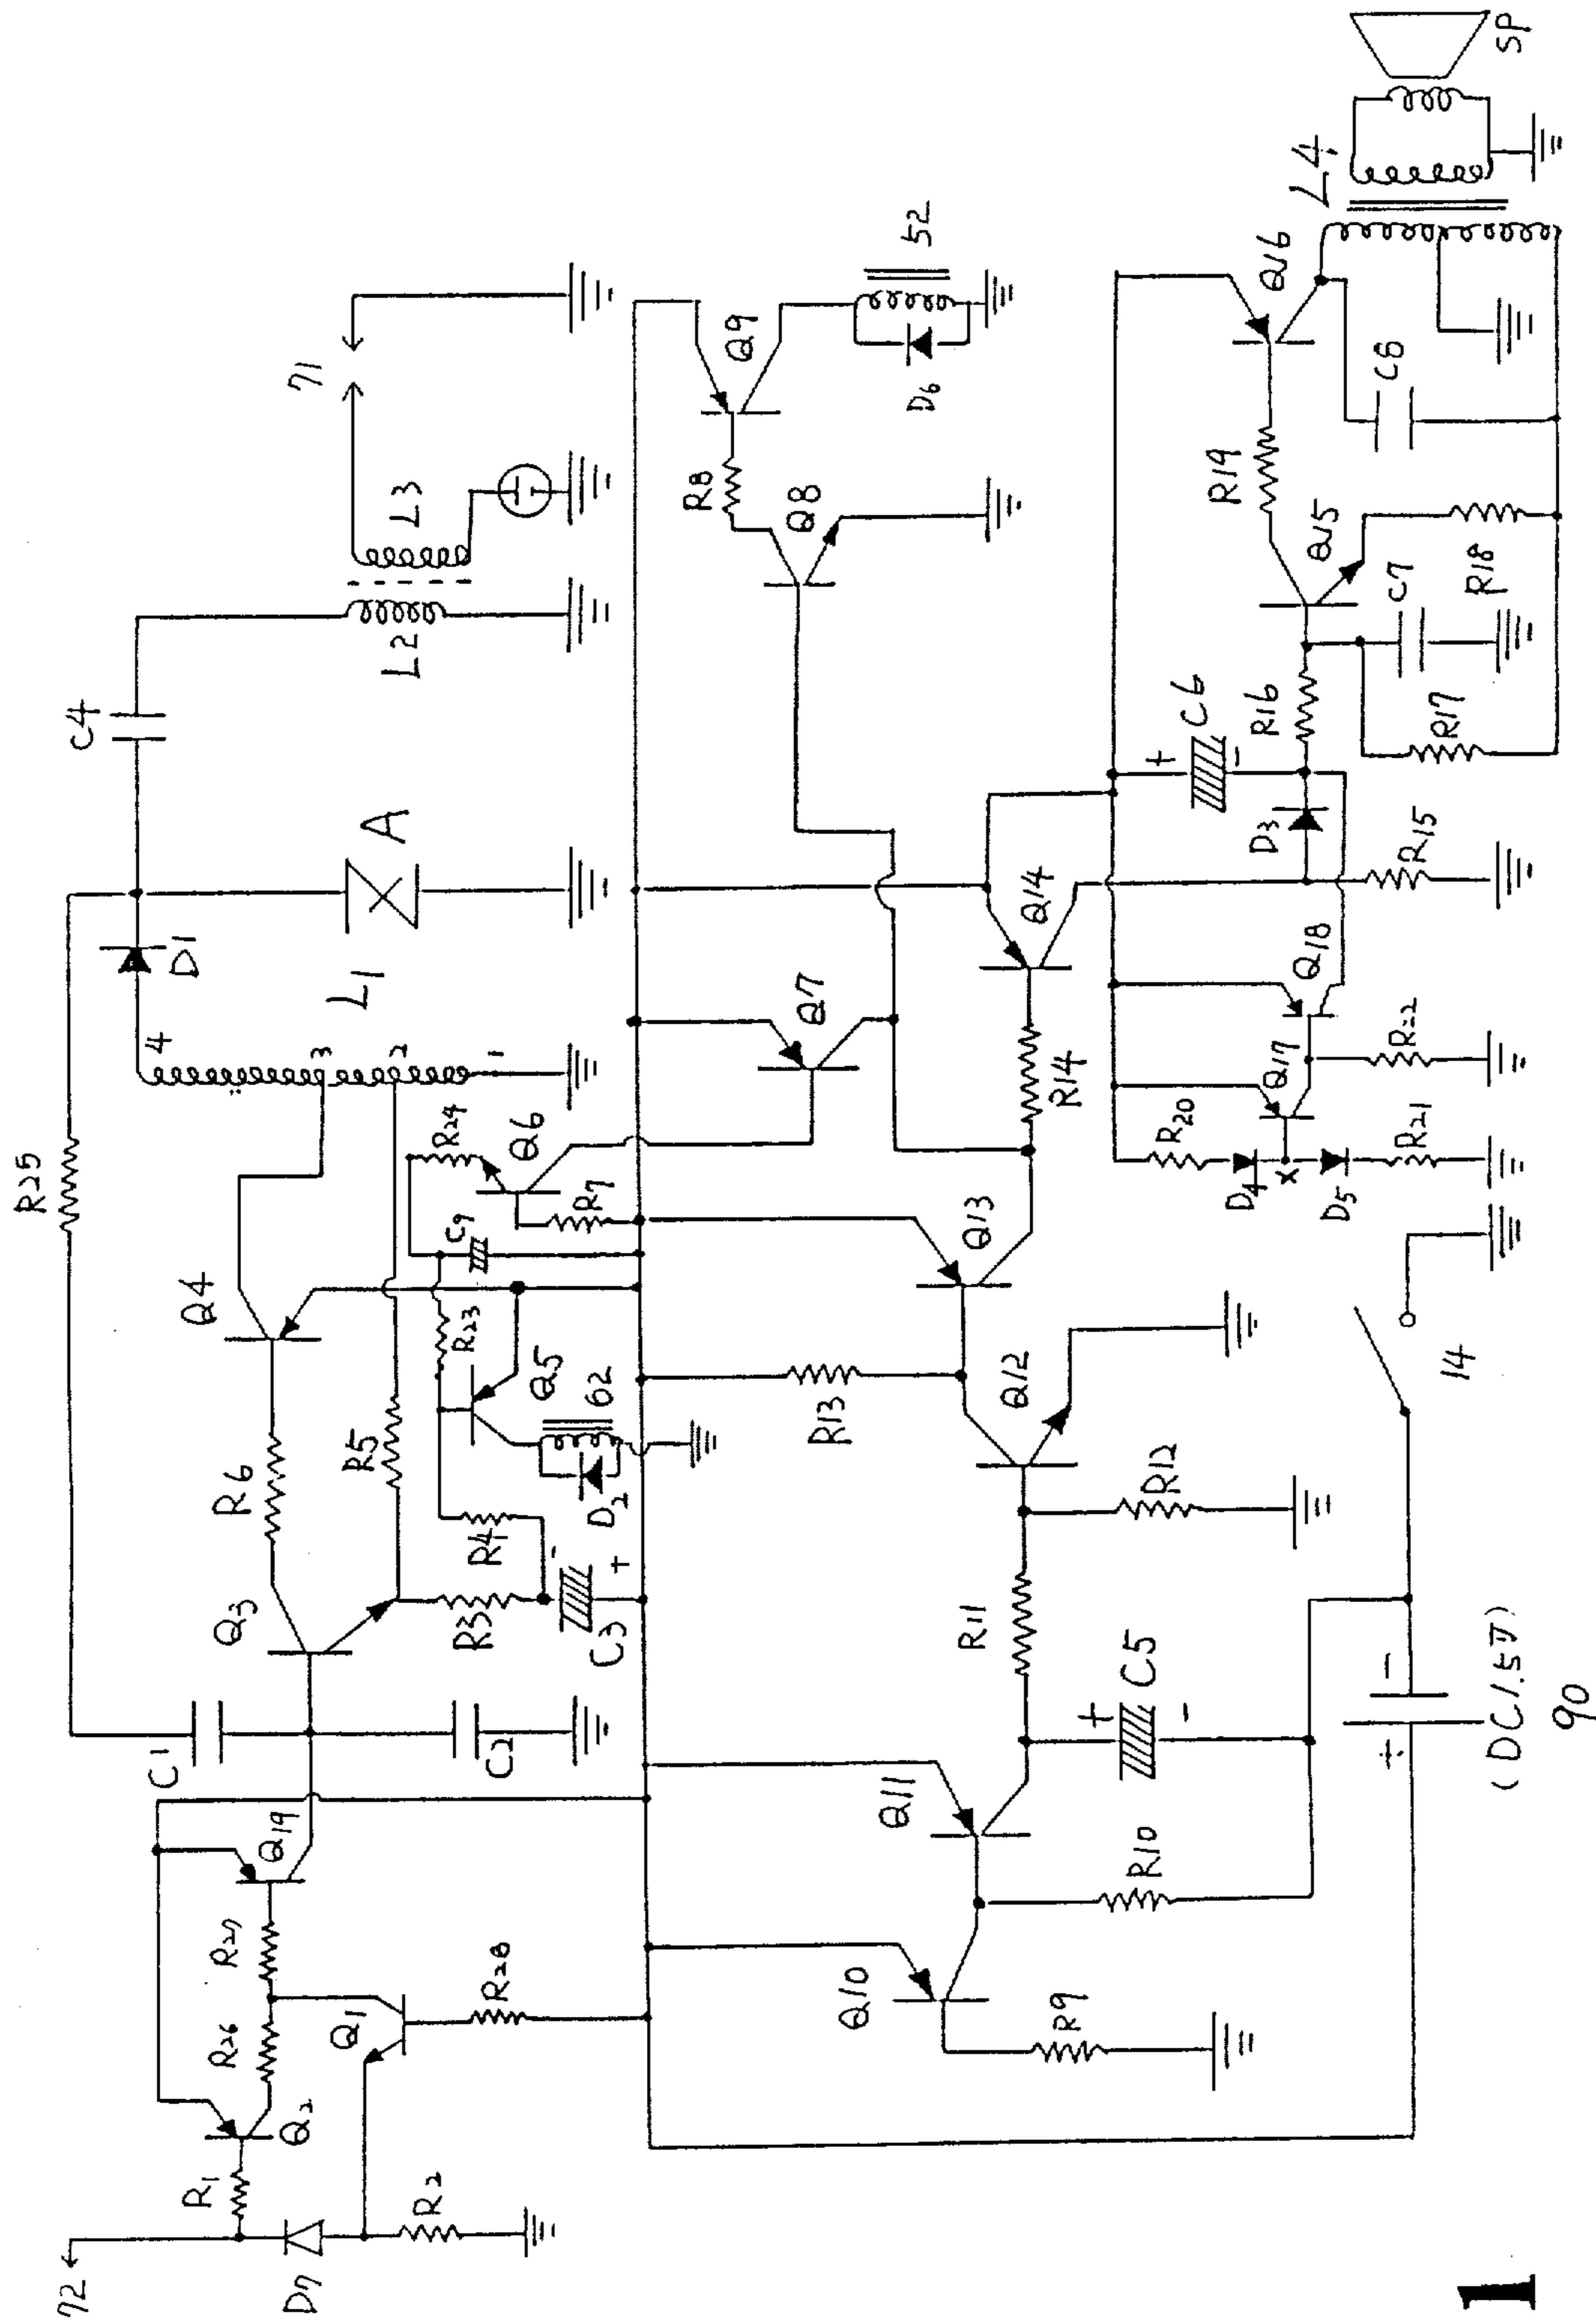 72
R1
D7
R2
Q2
R26
R27
Q19
Q1
R28
C1
C2
R25
Q3
R6
Q4
R3
C3
+
-
R4
R5
R23
Q5
62
D2
C9
R7
R24
Q6
4
3
2
1
L1
D1
A
C4
L2
L3
71
Q7
Q8
R8
Q9
D6
52
Q10
R9
Q11
R10
C5
+
-
R11
R12
Q12
R13
Q13
R14
Q14
R15
D3
C6
+
-
R16
R17
C7
Q15
R18
R19
Q16
C8
L4
SP
R20
D4
x
D5
R21
Q17
R22
Q18
14
+
-
(DC1.5V)
90
1